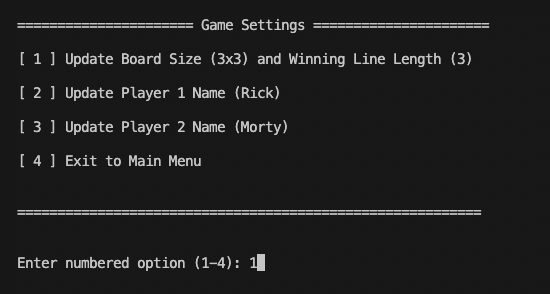 ====================== Game Settings ======================
[ 1 ] Update Board Size (3x3) and Winning Line Length (3)
[ 2 ] Update Player 1 Name (Rick)
[ 3 ] Update Player 2 Name (Morty)
[ 4 ] Exit to Main Menu
==========================================================
Enter numbered option (1-4): 1